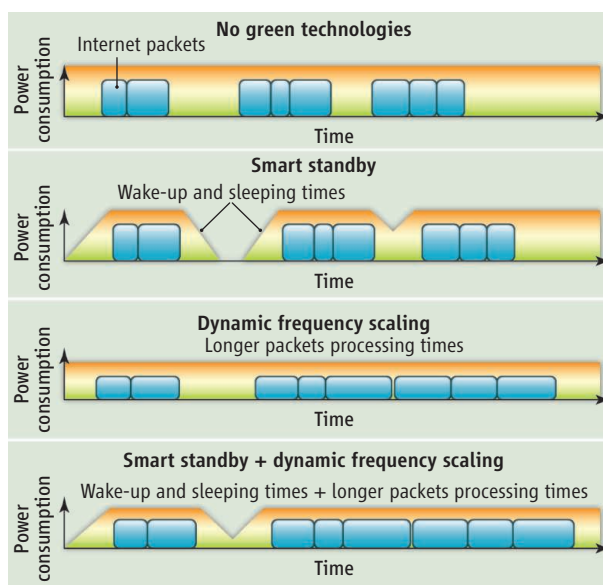 No green technologies
Internet packets
Power
consumption
Time
Smart standby
Wake-up and sleeping times
Power
consumption
Time
Dynamic frequency scaling
Longer packets processing times
Power
consumption
Time
Smart standby + dynamic frequency scaling
Wake-up and sleeping times + longer packets processing times
Power
consumption
Time